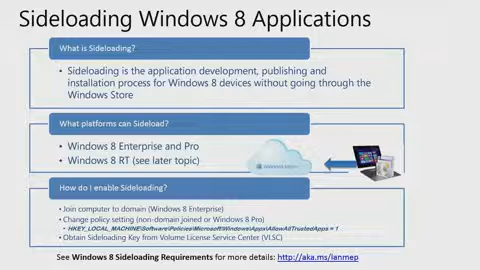 Sideloading Windows 8 Applications
What is Sideloading?
• Sideloading is the application development, publishing and
installation process for Windows 8 devices without going through the
Windows Store
What platforms can Sideload?
• Windows 8 Enterprise and Pro
• Windows 8 RT (see later topic)
How do I enable Sideloading?
• Join computer to domain (Windows 8 Enterprise)
• Change policy setting (non-domain joined or Windows 8 Pro)
• HKEY_LOCAL_MACHINE\Software\Policies\Microsoft\Windows\Appx\AllowAllTrustedApps = 1
• Obtain Sideloading Key from Volume License Service Center (VLSC)
See Windows 8 Sideloading Requirements for more details: http://aka.ms/lanmep